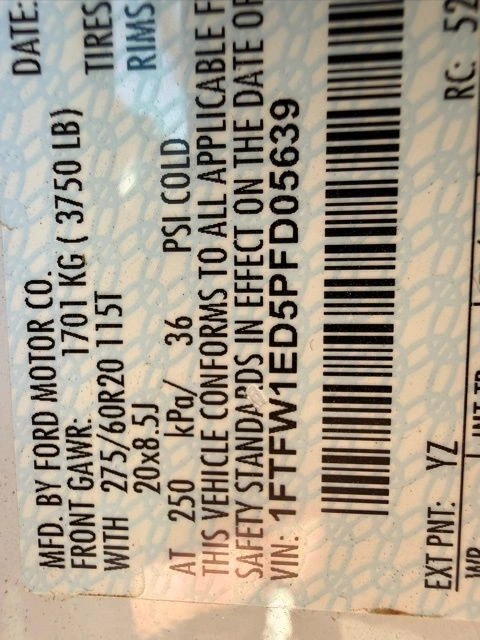 MFD. BY FORD MOTOR CO.
DATE:
FRONT GAWR: 1701 KG ( 3750 LB)
WITH 275/60R20 115T TIRES
20x8.5J RIMS
AT 250 kPa/ 36 PSI COLD
THIS VEHICLE CONFORMS TO ALL APPLICABLE F
SAFETY STANDARDS IN EFFECT ON THE DATE OF
VIN: 1FTFW1ED5PFD05639
EXT PNT: YZ RC: 52